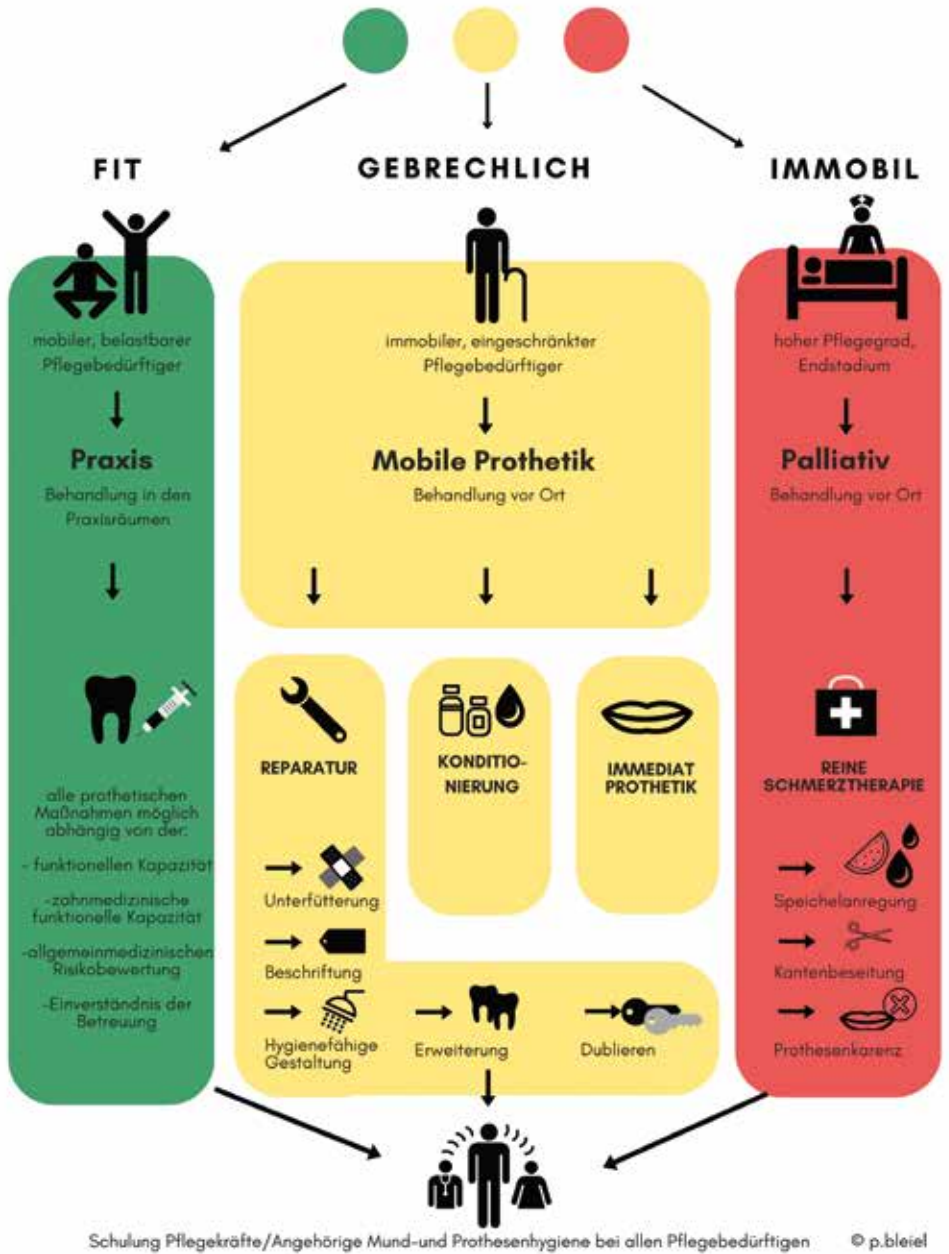 FIT
GEBRECHLICH
IMMOBIL
mobiler, belastbarer
Pflegebedürftiger
Praxis
Behandlung in den
Praxisräumen
alle prothetischen
Maßnahmen möglich
abhängig von der:
- funktionellen Kapazität
-zahnmedizinische
funktionelle Kapazität
-allgemeinmedizinischen
Risikobewertung
-Einverständnis der
Betreuung
immobiler, eingeschränkter
Pflegebedürftiger
Mobile Prothetik
Behandlung vor Ort
REPARATUR
Unterfütterung
Beschriftung
Hygienefähige
Gestaltung
Erweiterung
Dublieren
KONDITIO-
NIERUNG
IMMEDIAT
PROTHETIK
hoher Pflegegrad,
Endstadium
Palliativ
Behandlung vor Ort
REINE
SCHMERZTHERAPIE
Speichelanregung
Kantenbeseitung
Prothesenkarenz
Schulung Pflegekräfte/Angehörige Mund-und Prothesenhygiene bei allen Pflegebedürftigen
© p.bleiel